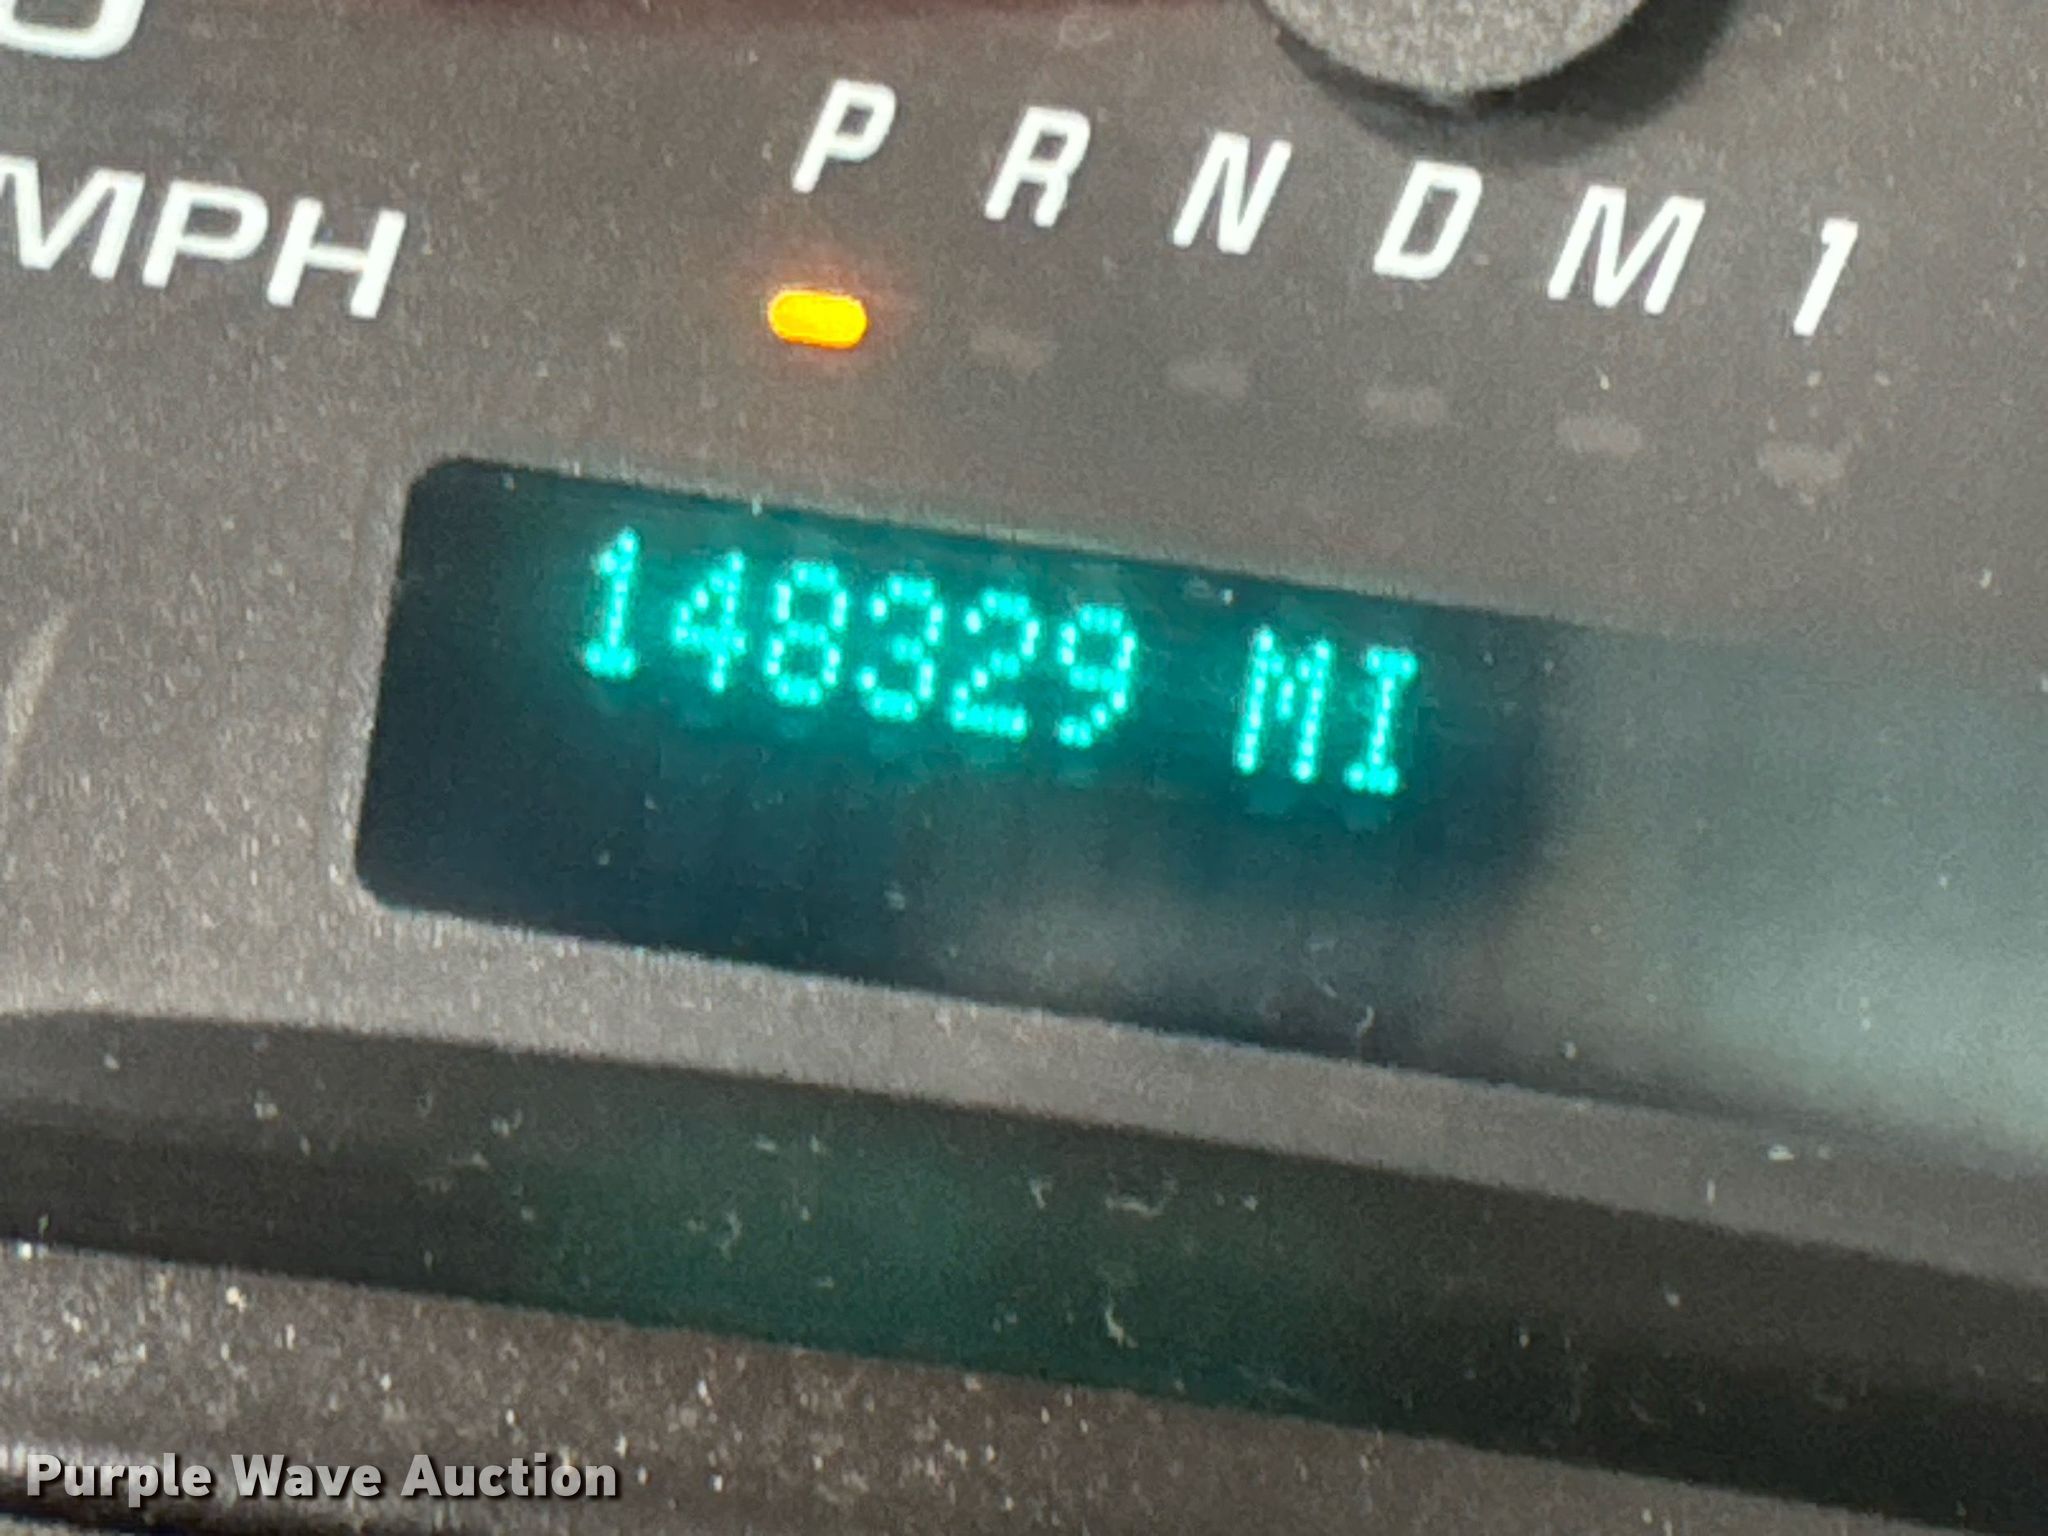 P R N D M 1
MPH
148329 MI
Purple Wave Auction